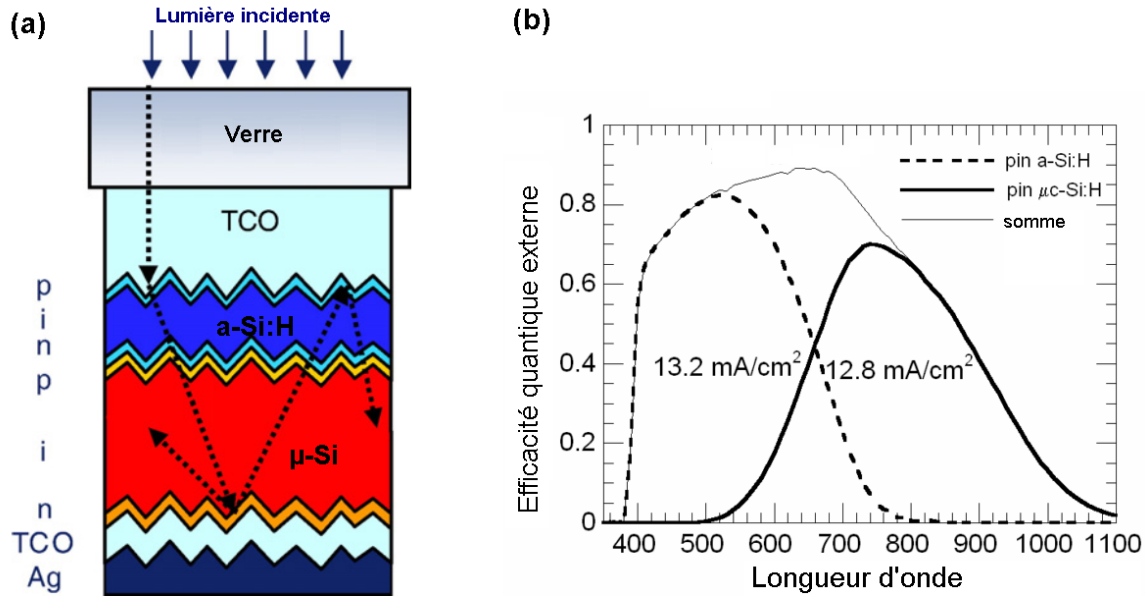 (a)
Lumière incidente
Verre
TCO
p
i
a-Si:H
n
p
i
µ-Si
n
TCO
Ag
(b)
Efficacité quantique externe
1
0.8
0.6
0.4
0.2
0
pin a-Si:H
pin µc-Si:H
somme
13.2 mA/cm²
12.8 mA/cm²
400 500 600 700 800 900 1000 1100
Longueur d'onde